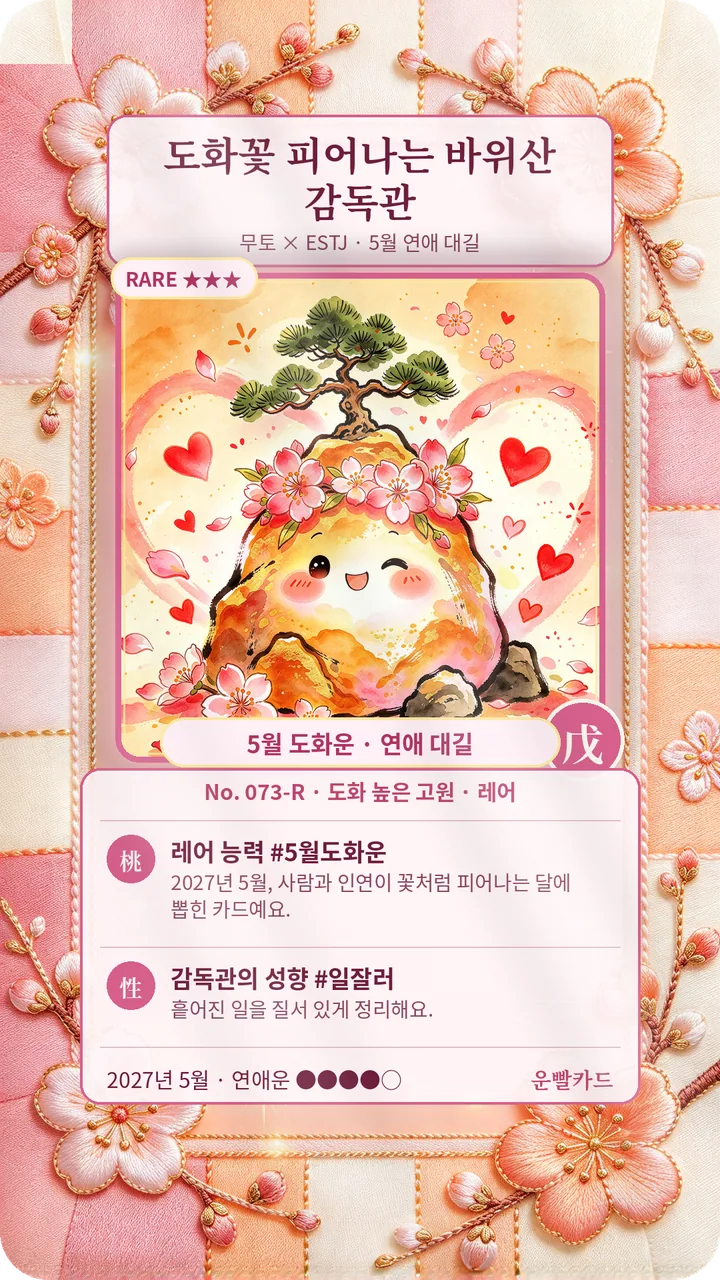 도화꽃 피어나는 바위산
감독관
무토 × ESTJ · 5월 연애 대길
RARE ★★★
5월 도화운 · 연애 대길
戊
No. 073-R · 도화 높은 고원 · 레어
桃
레어 능력 #5월도화운
2027년 5월, 사람과 인연이 꽃처럼 피어나는 달에
뽑힌 카드예요.
性
감독관의 성향 #일잘러
흩어진 일을 질서 있게 정리해요.
2027년 5월 · 연애운 ●●●●○
운빨카드